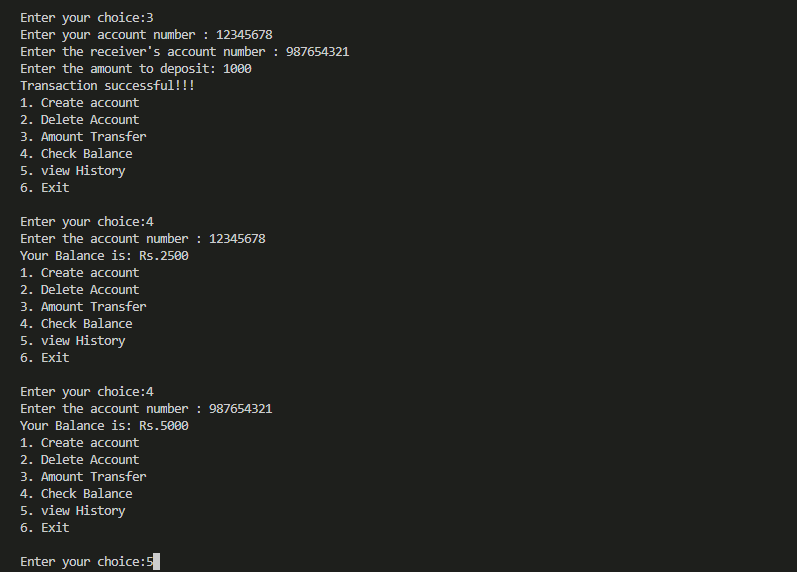 Enter your choice:3
Enter your account number : 12345678
Enter the receiver's account number : 987654321
Enter the amount to deposit: 1000
Transaction successful!!!
1. Create account
2. Delete Account
3. Amount Transfer
4. Check Balance
5. view History
6. Exit
Enter your choice:4
Enter the account number : 12345678
Your Balance is: Rs.2500
1. Create account
2. Delete Account
3. Amount Transfer
4. Check Balance
5. view History
6. Exit
Enter your choice:4
Enter the account number : 987654321
Your Balance is: Rs.5000
1. Create account
2. Delete Account
3. Amount Transfer
4. Check Balance
5. view History
6. Exit
Enter your choice:5